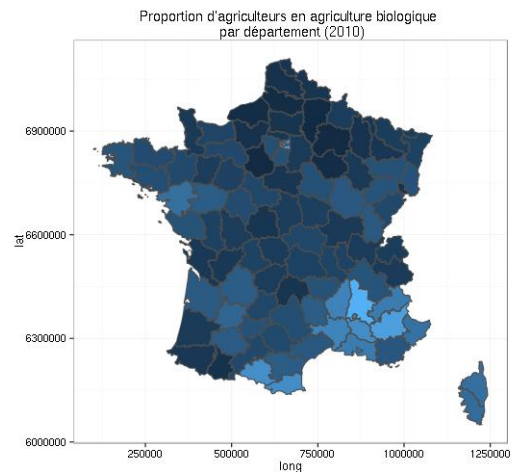 Proportion d'agriculteurs en agriculture biologique
par département (2010)
6900000
6600000
6300000
6000000
lat
250000 500000 750000 1000000 1250000
long